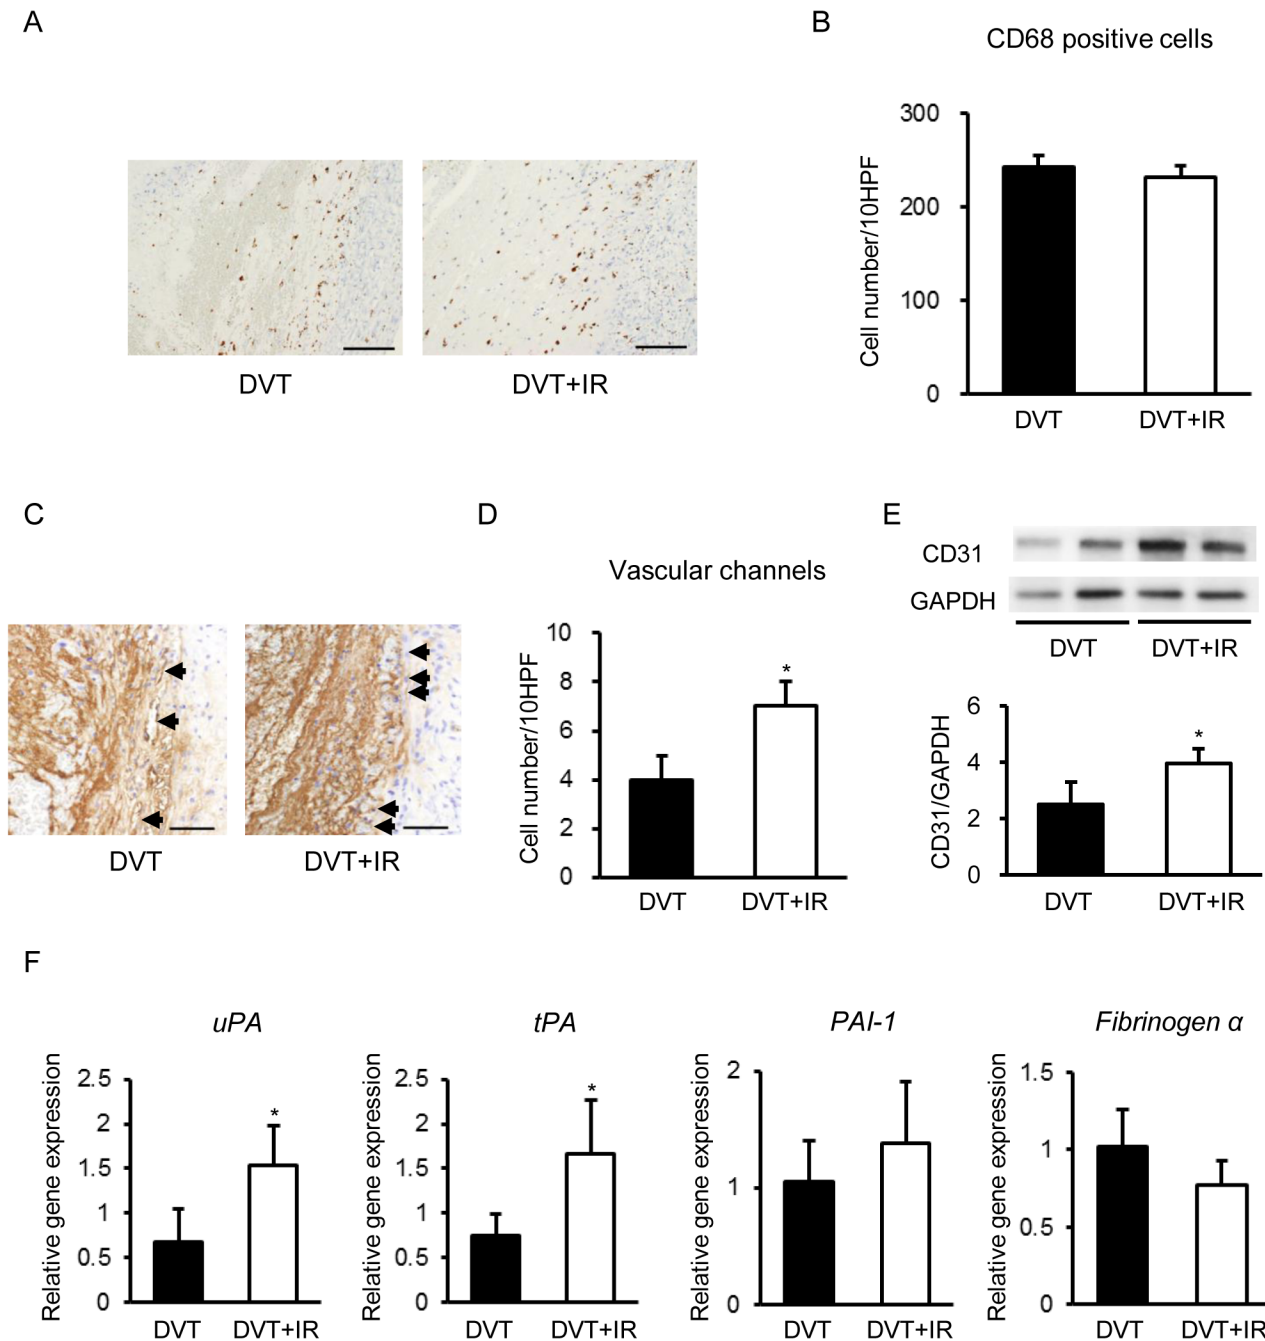 A
DVT
DVT+IR
B
CD68 positive cells
Cell number/10HPF
300
200
100
0
DVT
DVT+IR
C
DVT
DVT+IR
D
Vascular channels
Cell number/10HPF
10
8
6
4
2
0
*
DVT
DVT+IR
E
CD31
GAPDH
DVT
DVT+IR
CD31/GAPDH
6
4
2
0
*
DVT
DVT+IR
F
uPA
Relative gene expression
2.5
2
1.5
1
0.5
0
*
DVT
DVT+IR
tPA
Relative gene expression
2.5
2
1.5
1
0.5
0
*
DVT
DVT+IR
PAI-1
Relative gene expression
2
1
0
DVT
DVT+IR
Fibrinogen α
Relative gene expression
1.5
1
0.5
0
DVT
DVT+IR